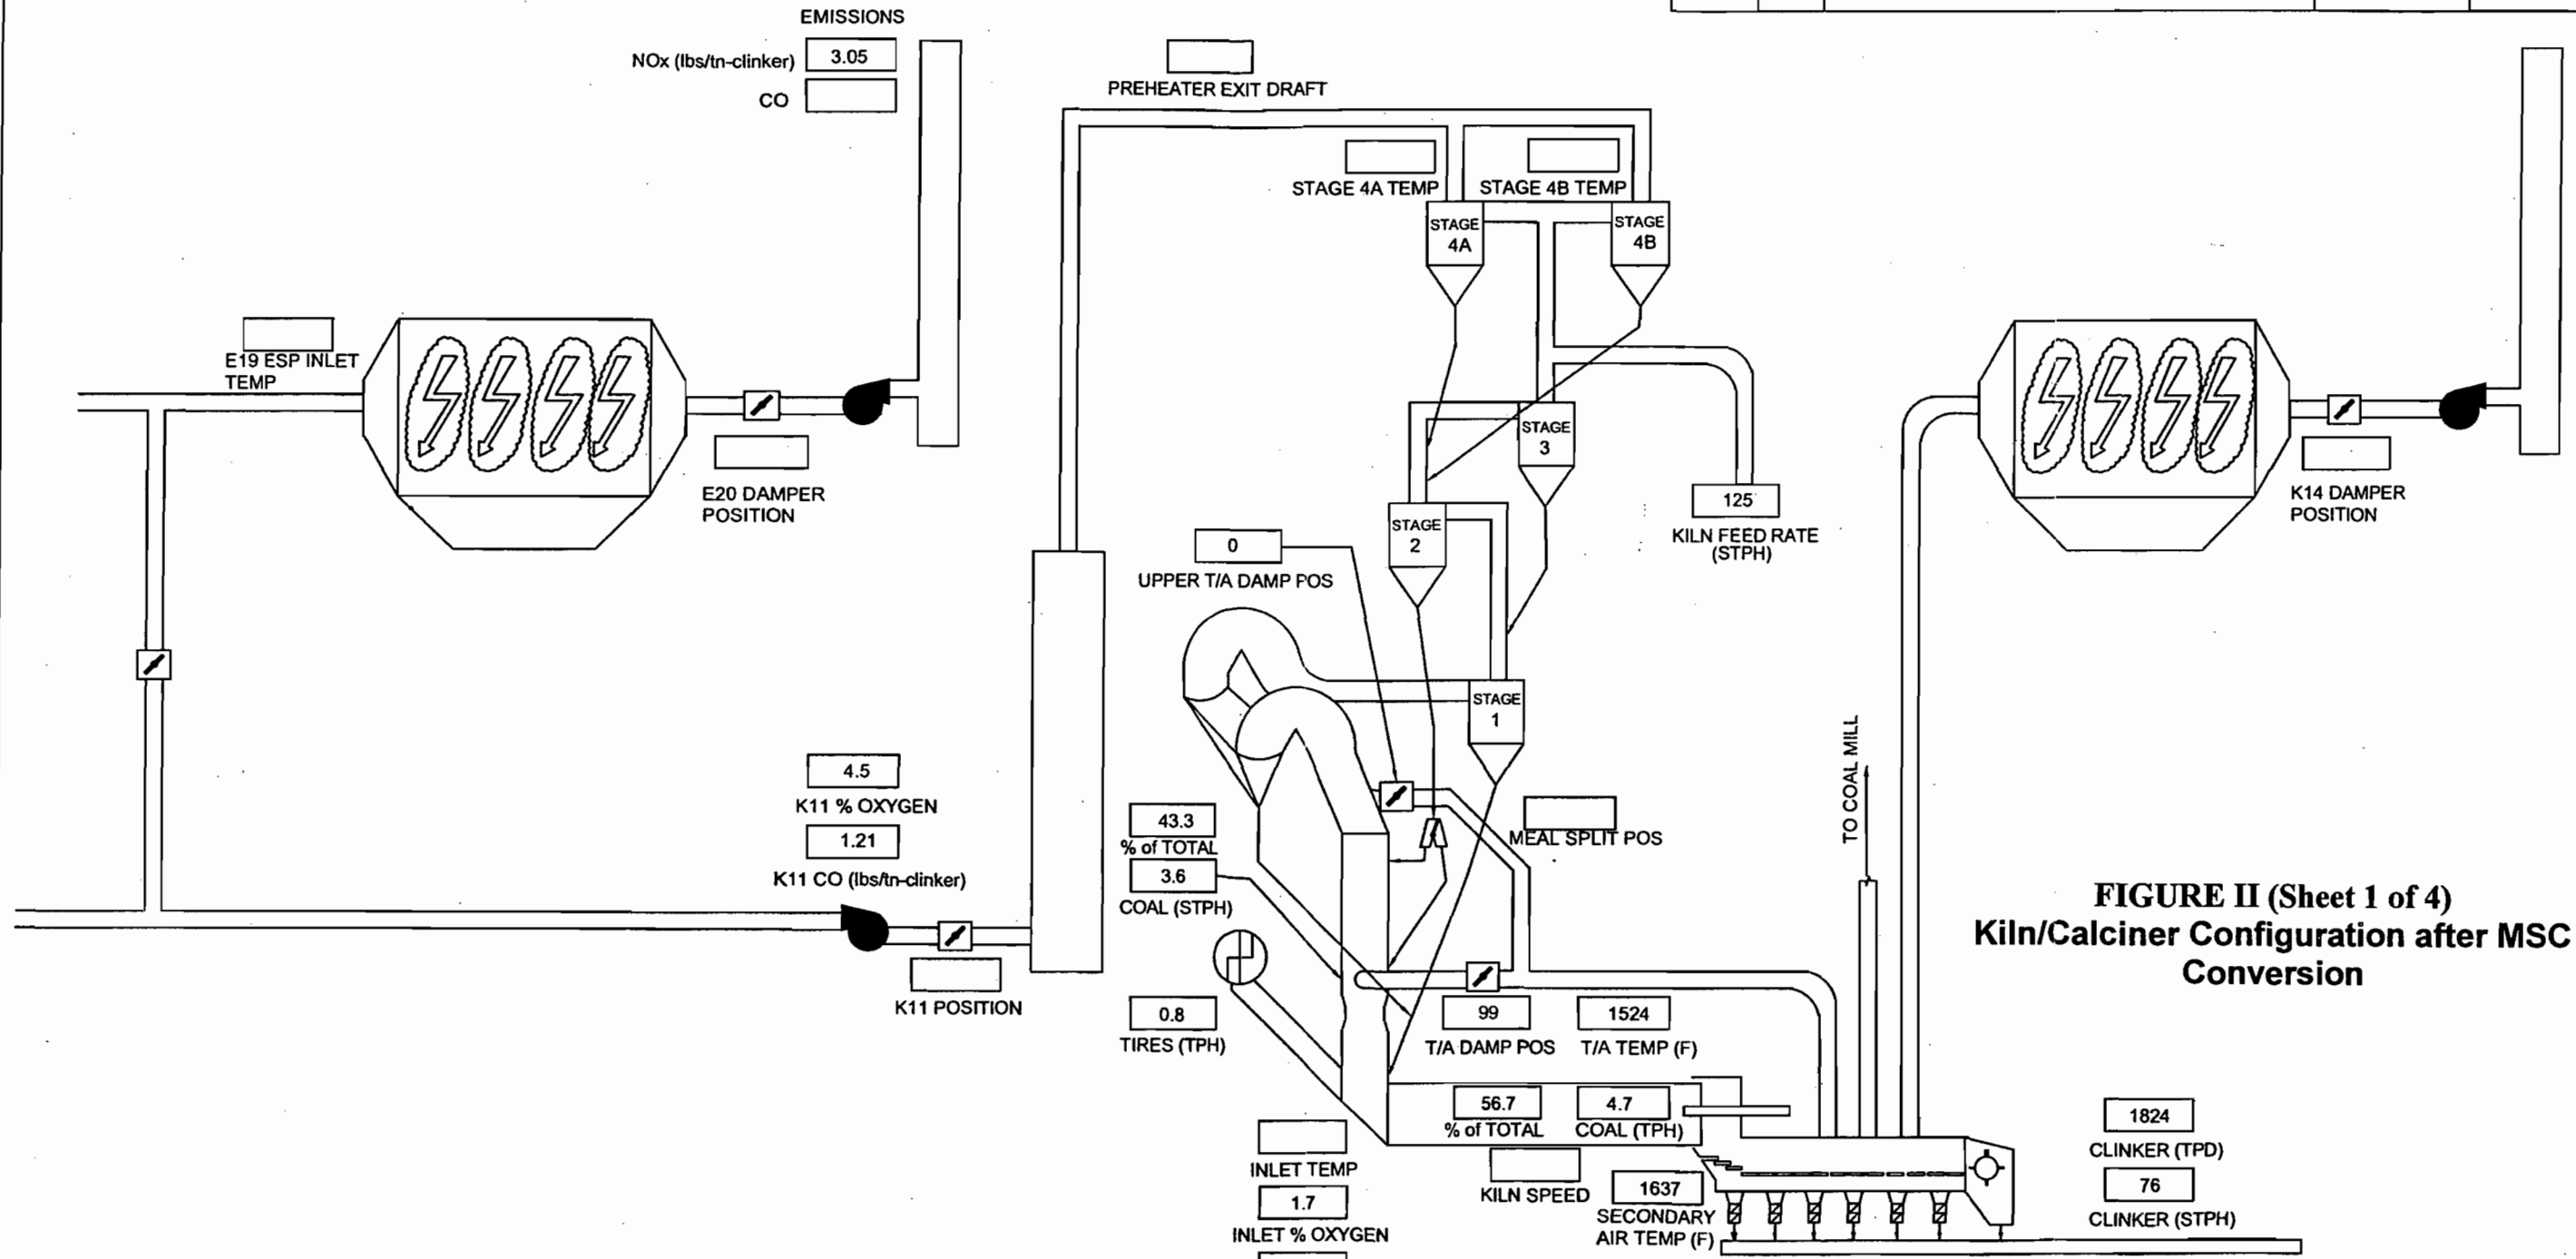 EMISSIONS
NOx (lbs/tn-clinker) 3.05
CO
PREHEATER EXIT DRAFT
STAGE 4A TEMP
STAGE 4B TEMP
STAGE
4A
STAGE
4B
E19 ESP INLET
TEMP
E20 DAMPER
POSITION
STAGE
3
125
KILN FEED RATE
(STPH)
K14 DAMPER
POSITION
STAGE
2
0
UPPER T/A DAMP POS
STAGE
1
4.5
K11 % OXYGEN
1.21
K11 CO (lbs/tn-clinker)
K11 POSITION
43.3
% of TOTAL
3.6
COAL (STPH)
MEAL SPLIT POS
TO COAL MILL
FIGURE II (Sheet 1 of 4)
Kiln/Calciner Configuration after MSC
Conversion
0.8
TIRES (TPH)
99
T/A DAMP POS
1524
T/A TEMP (F)
56.7
% of TOTAL
4.7
COAL (TPH)
INLET TEMP
1.7
INLET % OXYGEN
KILN SPEED
1637
SECONDARY
AIR TEMP (F)
1824
CLINKER (TPD)
76
CLINKER (STPH)